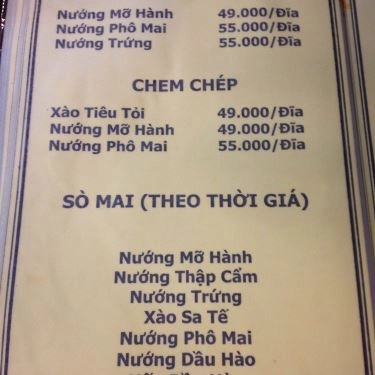 Nướng Mỡ Hành 49.000/Đĩa
Nướng Phô Mai 55.000/Đĩa
Nướng Trứng 55.000/Đĩa
CHEM CHÉP
Xào Tiêu Tỏi 49.000/Đĩa
Nướng Mỡ Hành 49.000/Đĩa
Nướng Phô Mai 55.000/Đĩa
SÒ MAI (THEO THỜI GIÁ)
Nướng Mỡ Hành
Nướng Thập Cẩm
Nướng Trứng
Xào Sa Tế
Nướng Phô Mai
Nướng Dầu Hào